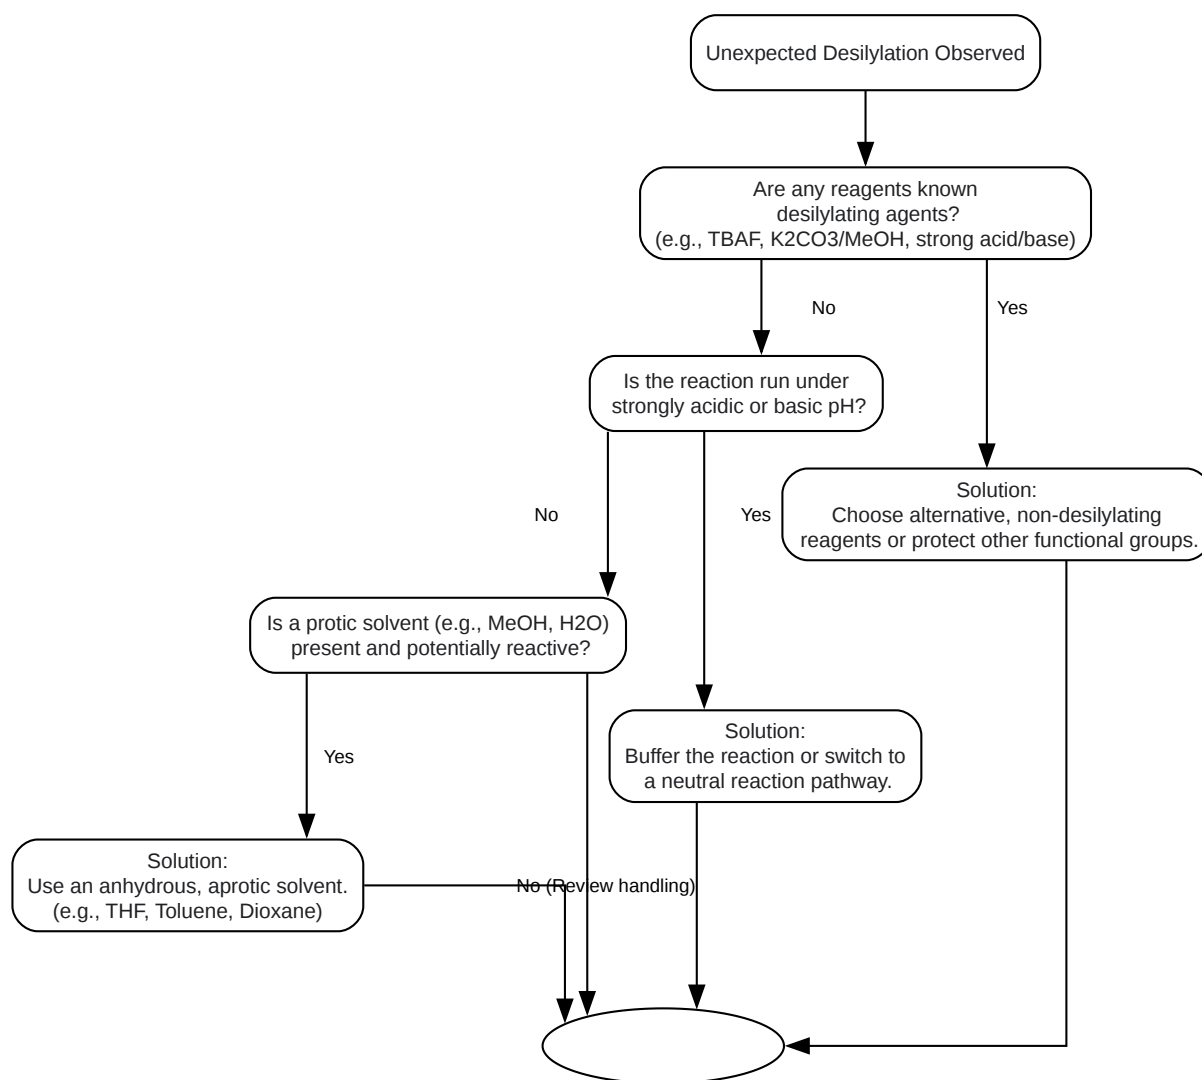 Unexpected Desilylation Observed
Are any reagents known
desilylating agents?
(e.g., TBAF, K2CO3/MeOH, strong acid/base)
No
Yes
Is the reaction run under
strongly acidic or basic pH?
No
Yes
Solution:
Choose alternative, non-desilylating
reagents or protect other functional groups.
Is a protic solvent (e.g., MeOH, H2O)
present and potentially reactive?
Yes
Solution:
Buffer the reaction or switch to
a neutral reaction pathway.
Solution:
Use an anhydrous, aprotic solvent.
(e.g., THF, Toluene, Dioxane)
No (Review handling)